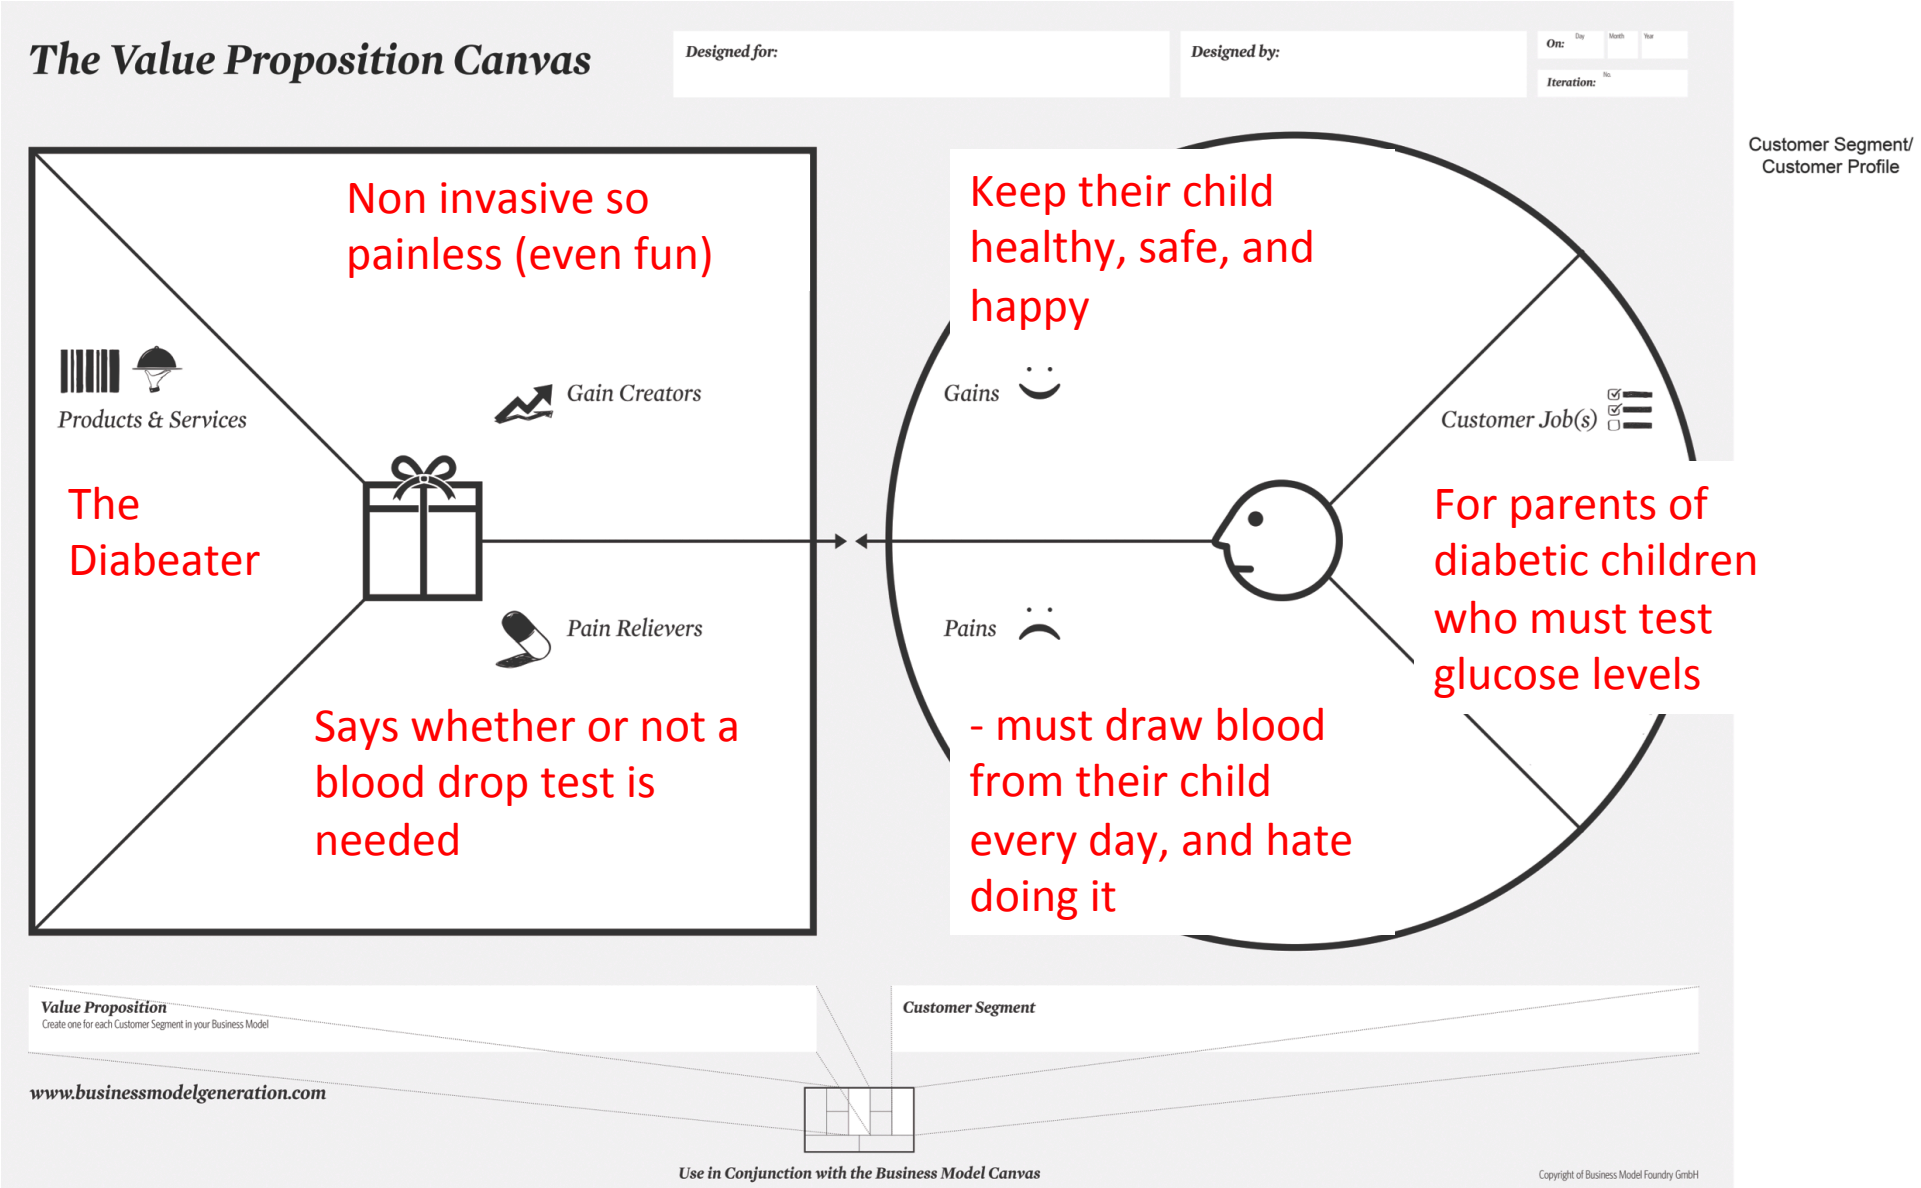 The Value Proposition Canvas
Designed for:
Designed by:
On:
Day
Month
Year
Iteration:
No.
Customer Segment/
Customer Profile
Non invasive so
painless (even fun)
Keep their child
healthy, safe, and
happy
Products & Services
Gain Creators
Gains
Customer Job(s)
The
Diabeater
For parents of
diabetic children
who must test
glucose levels
Pain Relievers
Pains
Says whether or not a
blood drop test is
needed
- must draw blood
from their child
every day, and hate
doing it
Value Proposition
Create one for each Customer Segment in your Business Model
Customer Segment
www.businessmodelgeneration.com
Use in Conjunction with the Business Model Canvas
Copyright of Business Model Foundry GmbH